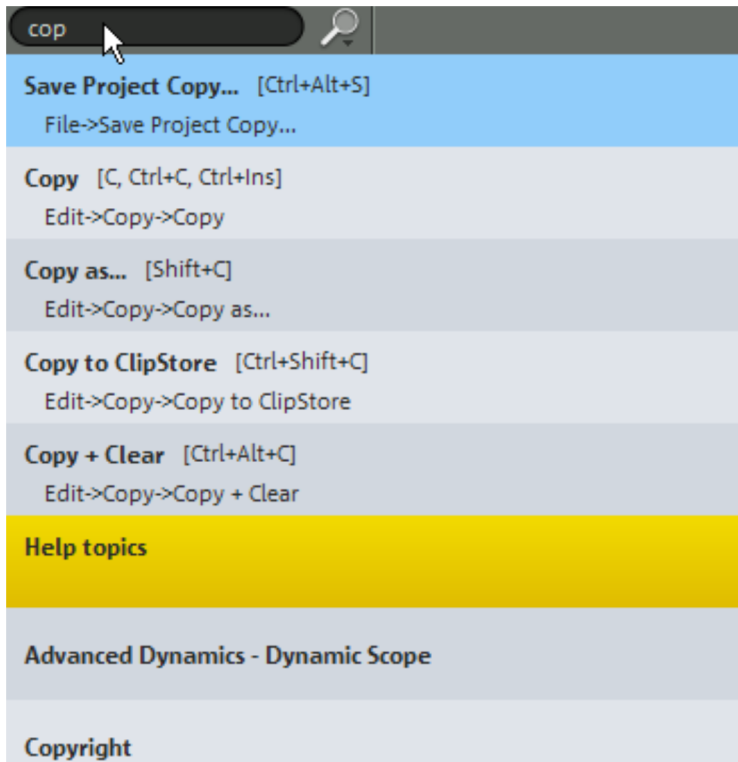 cop
Save Project Copy... [Ctrl+Alt+S]
File->Save Project Copy...
Copy [C, Ctrl+C, Ctrl+Ins]
Edit->Copy->Copy
Copy as... [Shift+C]
Edit->Copy->Copy as...
Copy to ClipStore [Ctrl+Shift+C]
Edit->Copy->Copy to ClipStore
Copy + Clear [Ctrl+Alt+C]
Edit->Copy->Copy + Clear
Help topics
Advanced Dynamics - Dynamic Scope
Copyright